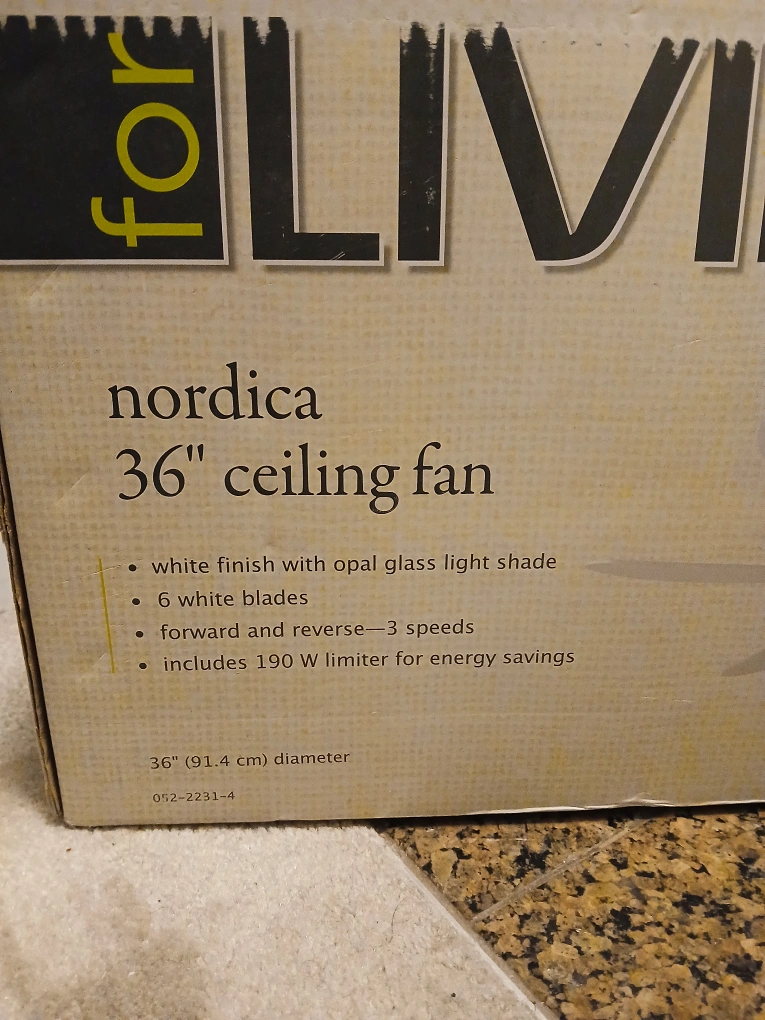 for LIVI
nordica
36" ceiling fan
• white finish with opal glass light shade
• 6 white blades
• forward and reverse—3 speeds
• includes 190 W limiter for energy savings
36" (91.4 cm) diameter
052-2231-4